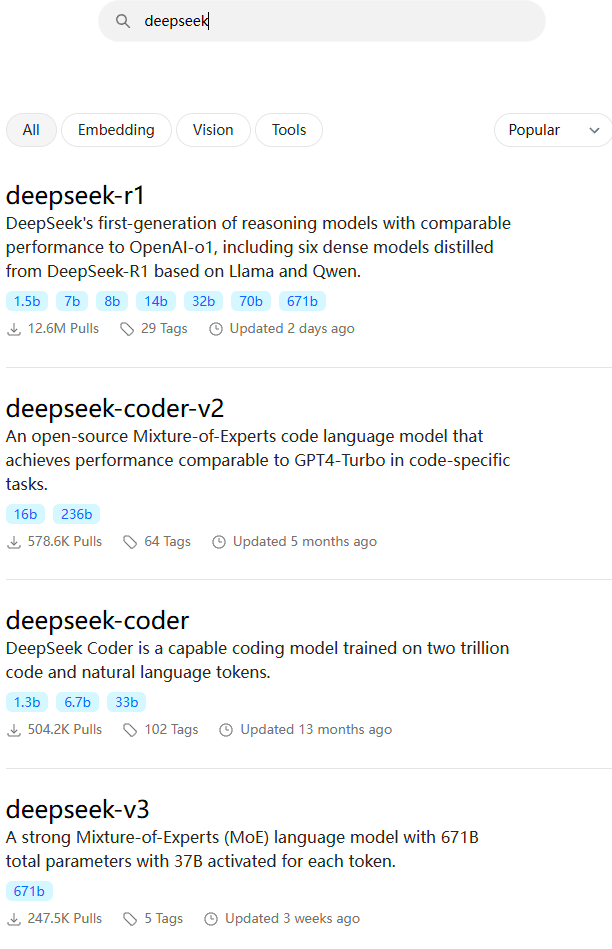 deepseek
All Embedding Vision Tools Popular
deepseek-r1
DeepSeek's first-generation of reasoning models with comparable
performance to OpenAI-o1, including six dense models distilled
from DeepSeek-R1 based on Llama and Qwen.
1.5b 7b 8b 14b 32b 70b 671b
12.6M Pulls 29 Tags Updated 2 days ago
deepseek-coder-v2
An open-source Mixture-of-Experts code language model that
achieves performance comparable to GPT4-Turbo in code-specific
tasks.
16b 236b
578.6K Pulls 64 Tags Updated 5 months ago
deepseek-coder
DeepSeek Coder is a capable coding model trained on two trillion
code and natural language tokens.
1.3b 6.7b 33b
504.2K Pulls 102 Tags Updated 13 months ago
deepseek-v3
A strong Mixture-of-Experts (MoE) language model with 671B
total parameters with 37B activated for each token.
671b
247.5K Pulls 5 Tags Updated 3 weeks ago